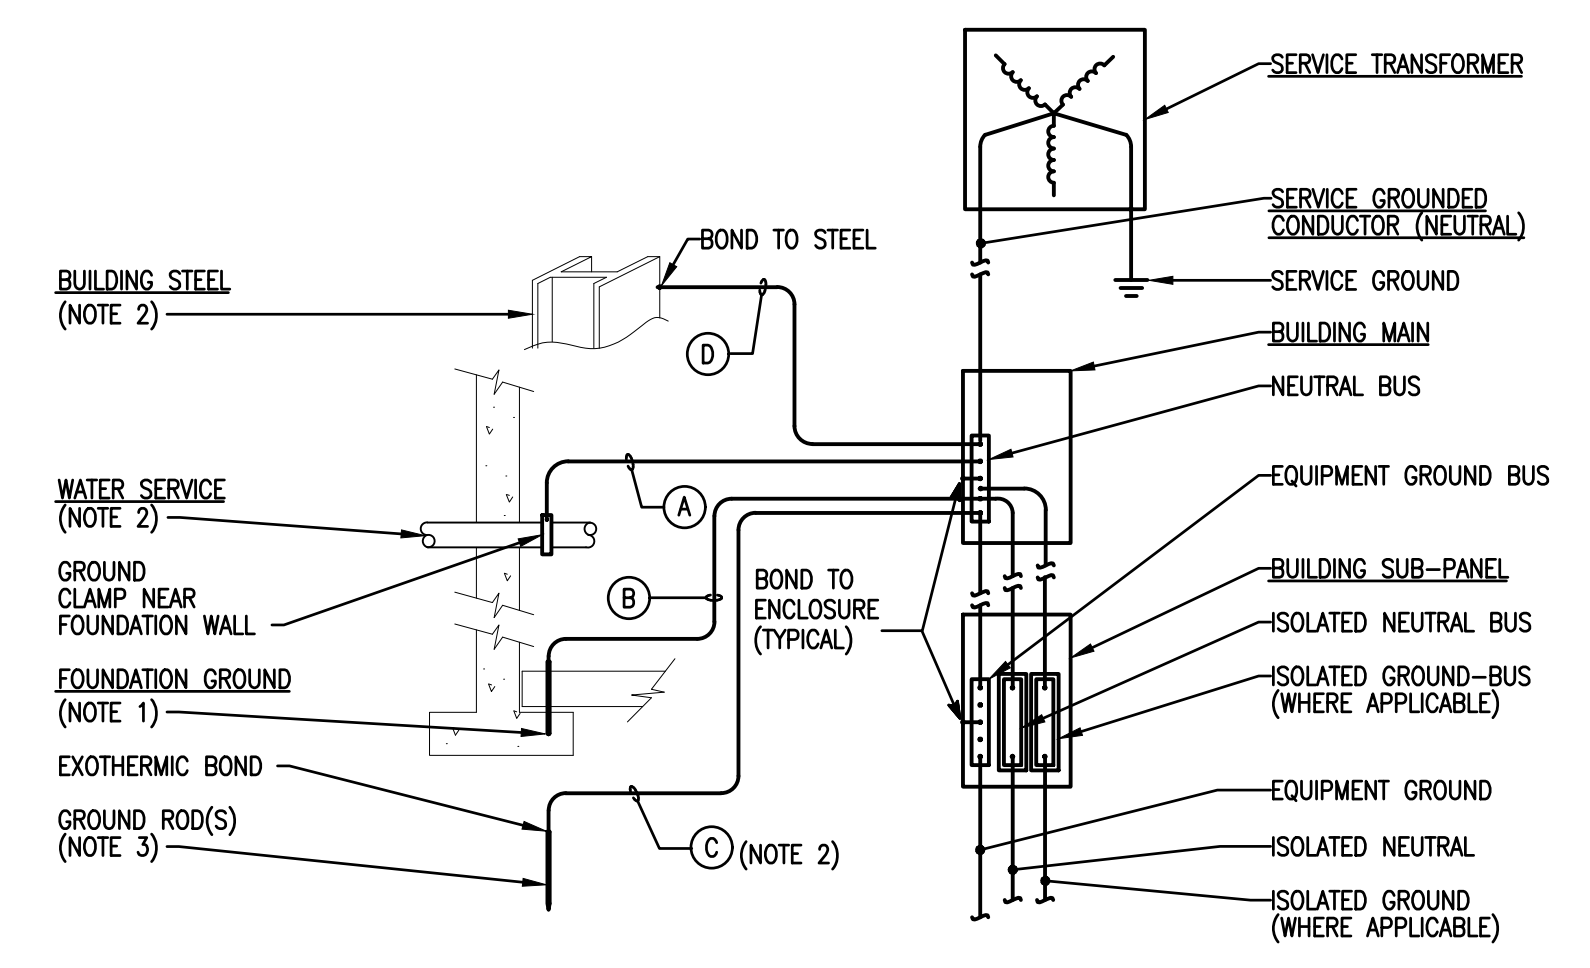 SERVICE TRANSFORMER
SERVICE GROUNDED
CONDUCTOR (NEUTRAL)
BOND TO STEEL
BUILDING STEEL
(NOTE 2)
SERVICE GROUND
BUILDING MAIN
D
NEUTRAL BUS
EQUIPMENT GROUND BUS
WATER SERVICE
(NOTE 2)
A
GROUND
CLAMP NEAR
FOUNDATION WALL
B
BOND TO
ENCLOSURE
(TYPICAL)
BUILDING SUB-PANEL
ISOLATED NEUTRAL BUS
ISOLATED GROUND-BUS
(WHERE APPLICABLE)
FOUNDATION GROUND
(NOTE 1)
EXOTHERMIC BOND
GROUND ROD(S)
(NOTE 3)
C (NOTE 2)
EQUIPMENT GROUND
ISOLATED NEUTRAL
ISOLATED GROUND
(WHERE APPLICABLE)